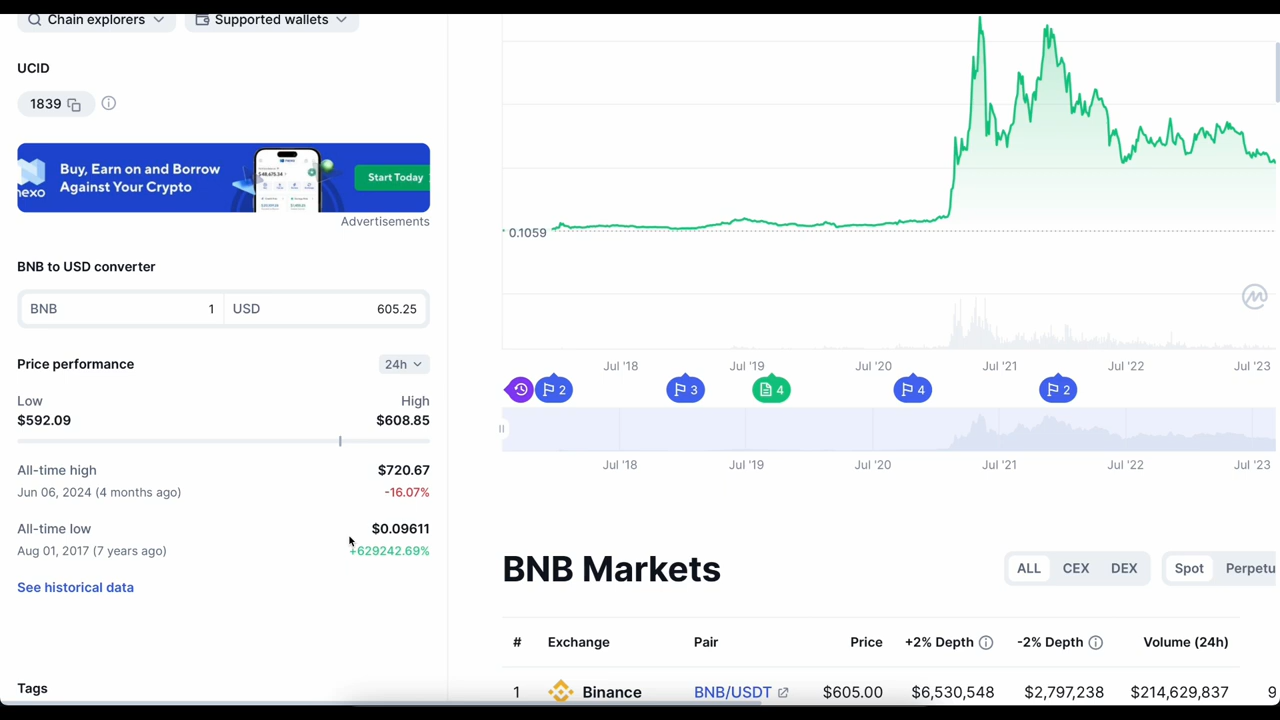 Chain explorers
Supported wallets
UCID
1839
nexo
Buy, Earn on and Borrow
Against Your Crypto
Start Today
Advertisements
BNB to USD converter
BNB 1 USD 605.25
Price performance 24h
Low High
$592.09 $608.85
All-time high $720.67
Jun 06, 2024 (4 months ago) -16.07%
All-time low $0.09611
Aug 01, 2017 (7 years ago) +629242.69%
See historical data
Tags
0.1059
Jul '18 Jul '19 Jul '20 Jul '21 Jul '22 Jul '23
2 3 4 4 2
Jul '18 Jul '19 Jul '20 Jul '21 Jul '22 Jul '23
BNB Markets
ALL CEX DEX Spot Perpetu
# Exchange Pair Price +2% Depth -2% Depth Volume (24h)
1 Binance BNB/USDT $605.00 $6,530,548 $2,797,238 $214,629,837 9